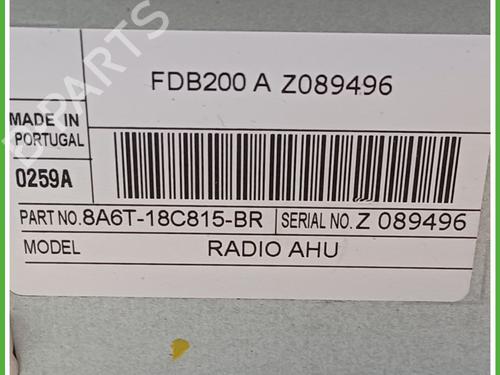 FDB200 A Z089496
MADE IN
PORTUGAL
0259A
PART NO.8A6T-18C815-BR
SERIAL NO. Z 089496
MODEL RADIO AHU
B-PARTS